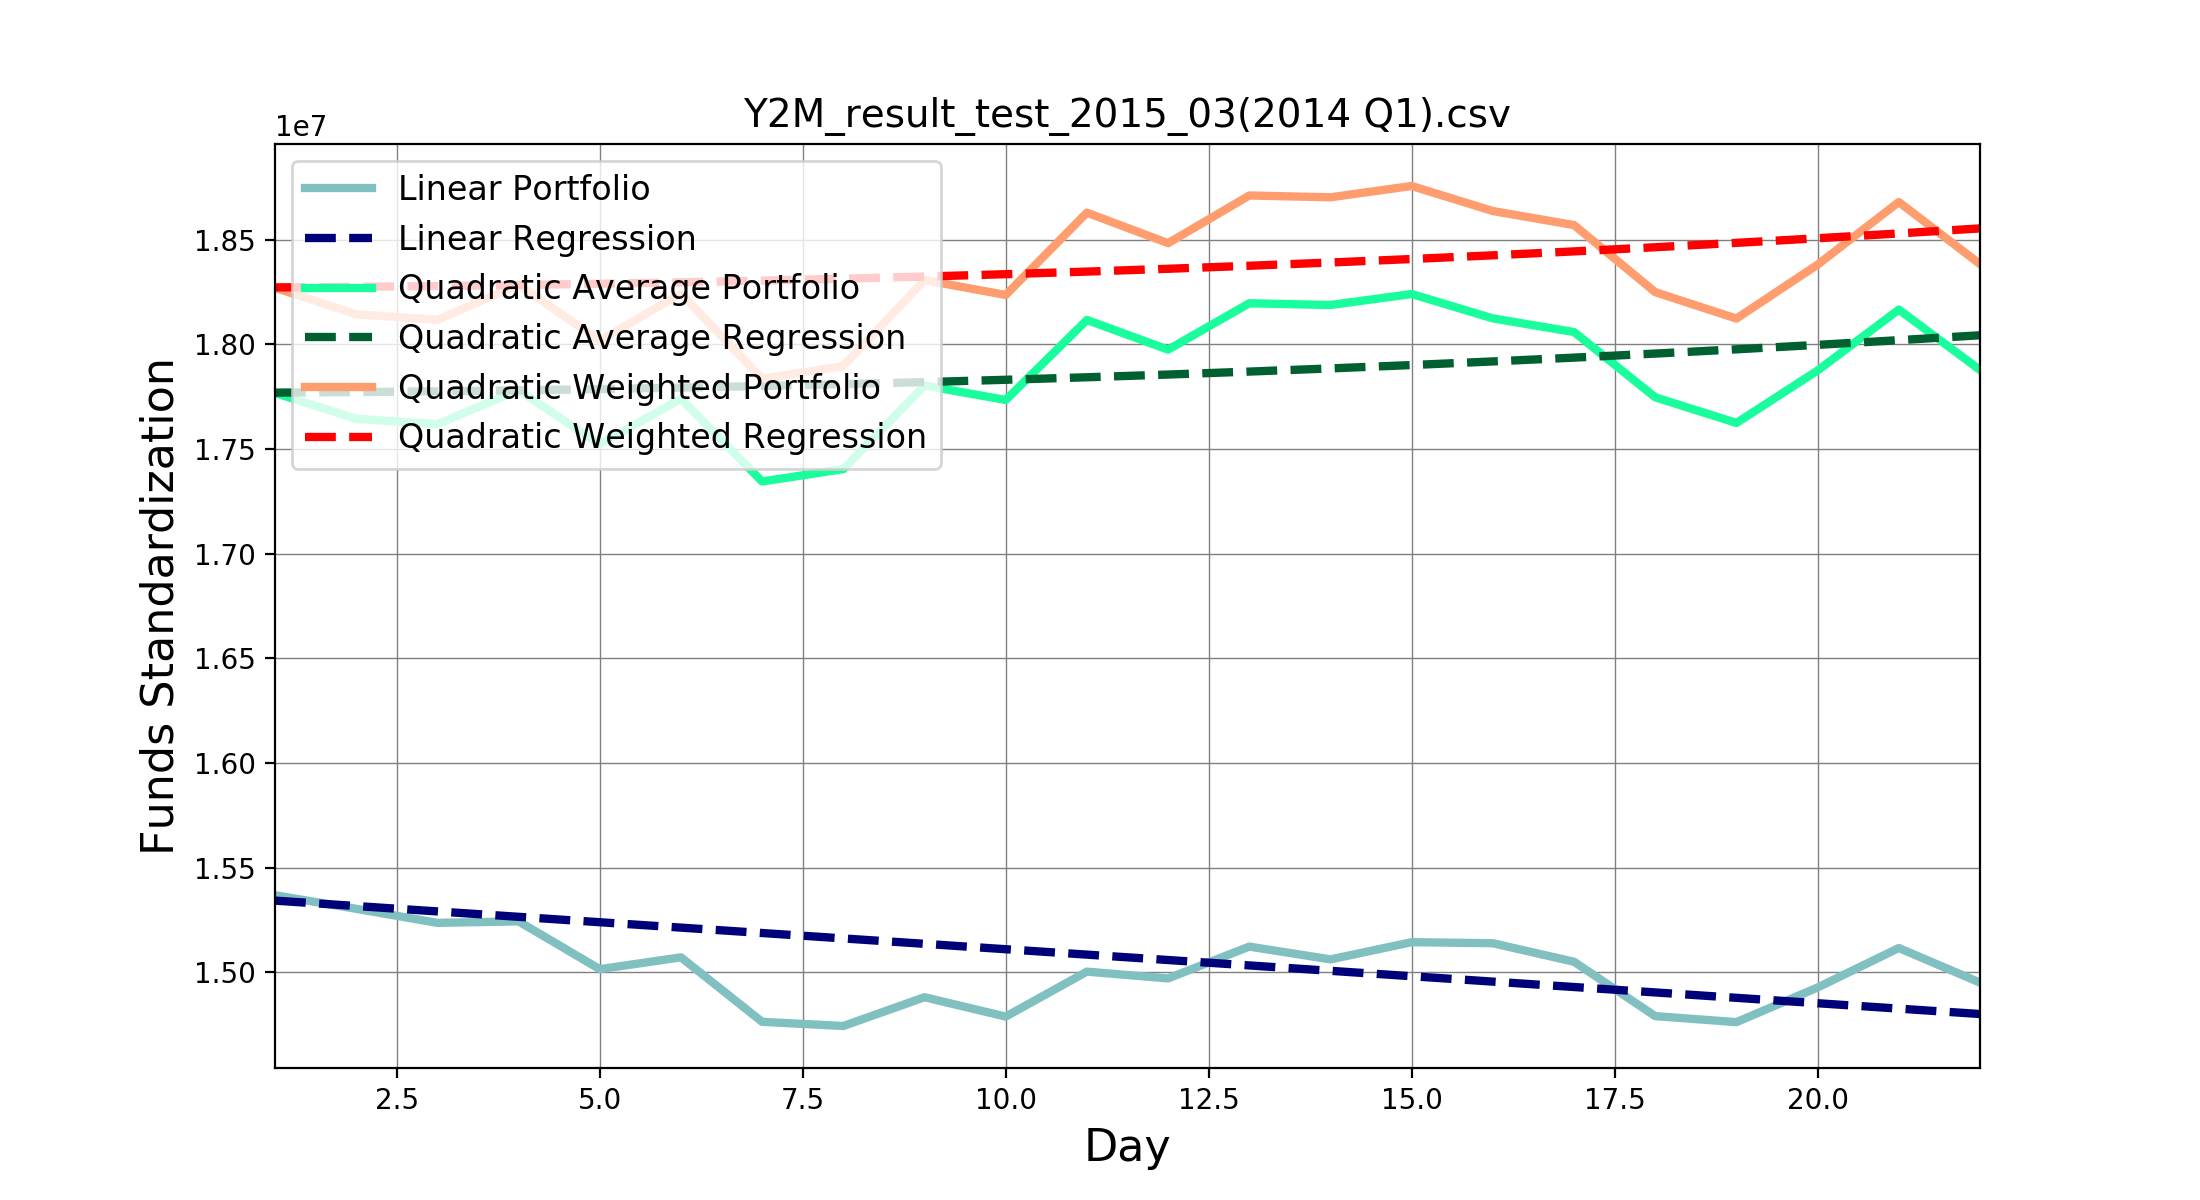 Y2M_result_test_2015_03(2014 Q1).csv
1e7
Linear Portfolio
Linear Regression
Quadratic Average Portfolio
Quadratic Average Regression
Quadratic Weighted Portfolio
Quadratic Weighted Regression
1.85
1.80
1.75
1.70
1.65
1.60
1.55
1.50
Funds Standardization
2.5 5.0 7.5 10.0 12.5 15.0 17.5 20.0
Day